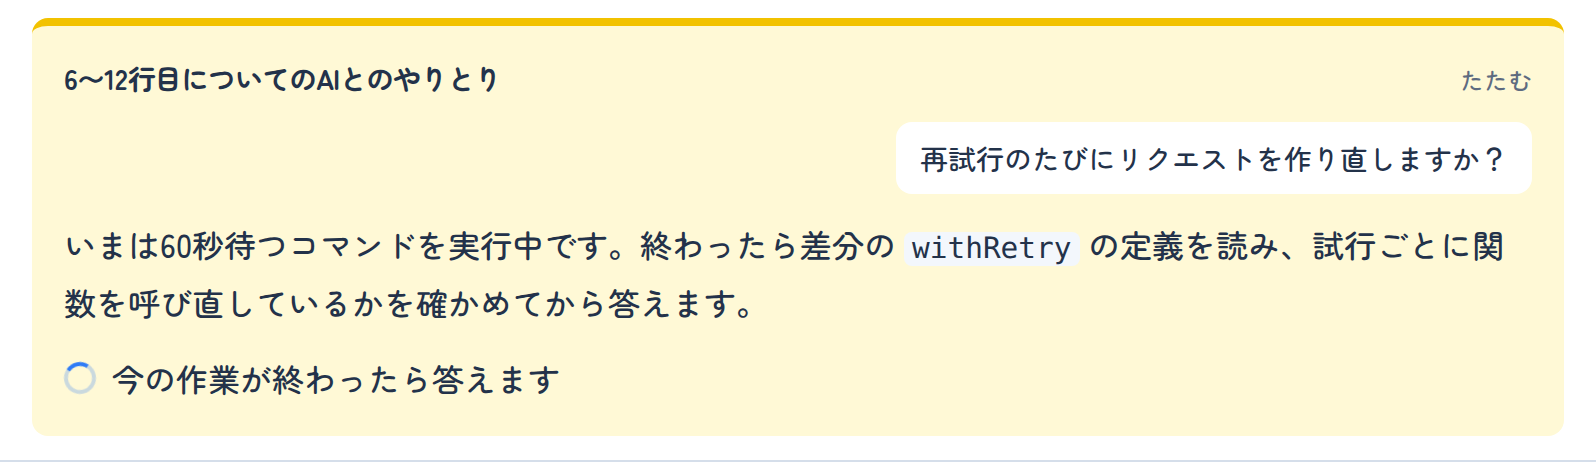 6〜12行目についてのAIとのやりとり
たたむ
再試行のたびにリクエストを作り直しますか？
いまは60秒待つコマンドを実行中です。終わったら差分の withRetry の定義を読み、試行ごとに関
数を呼び直しているかを確かめてから答えます。
今の作業が終わったら答えます